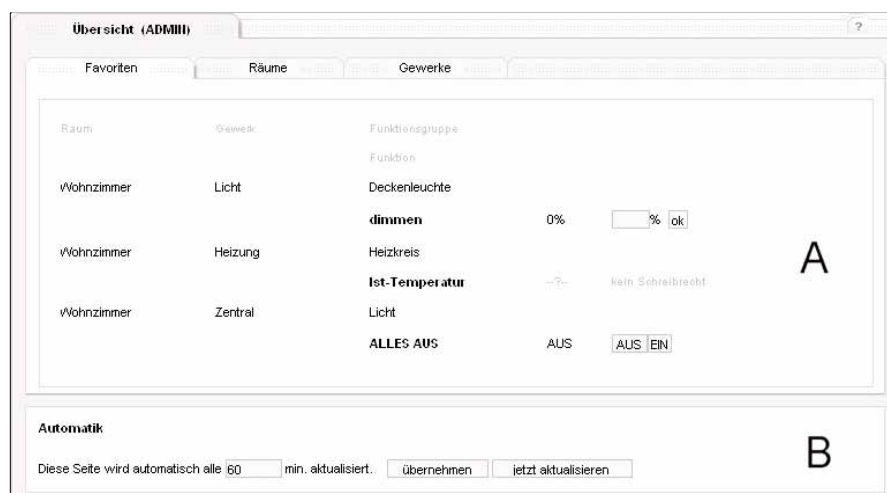 Übersicht (ADMIN) ?
Favoriten Räume Gewerke
Raum Gewerk Funktionsgruppe
Funktion
Wohnzimmer Licht Deckenleuchte
dimmen 0% % ok
Wohnzimmer Heizung Heizkreis
Ist-Temperatur --?-- kein Schreibrecht
Wohnzimmer Zentral Licht
ALLES AUS AUS AUS EIN
A
Automatik
Diese Seite wird automatisch alle 60 min. aktualisiert. übernehmen jetzt aktualisieren
B